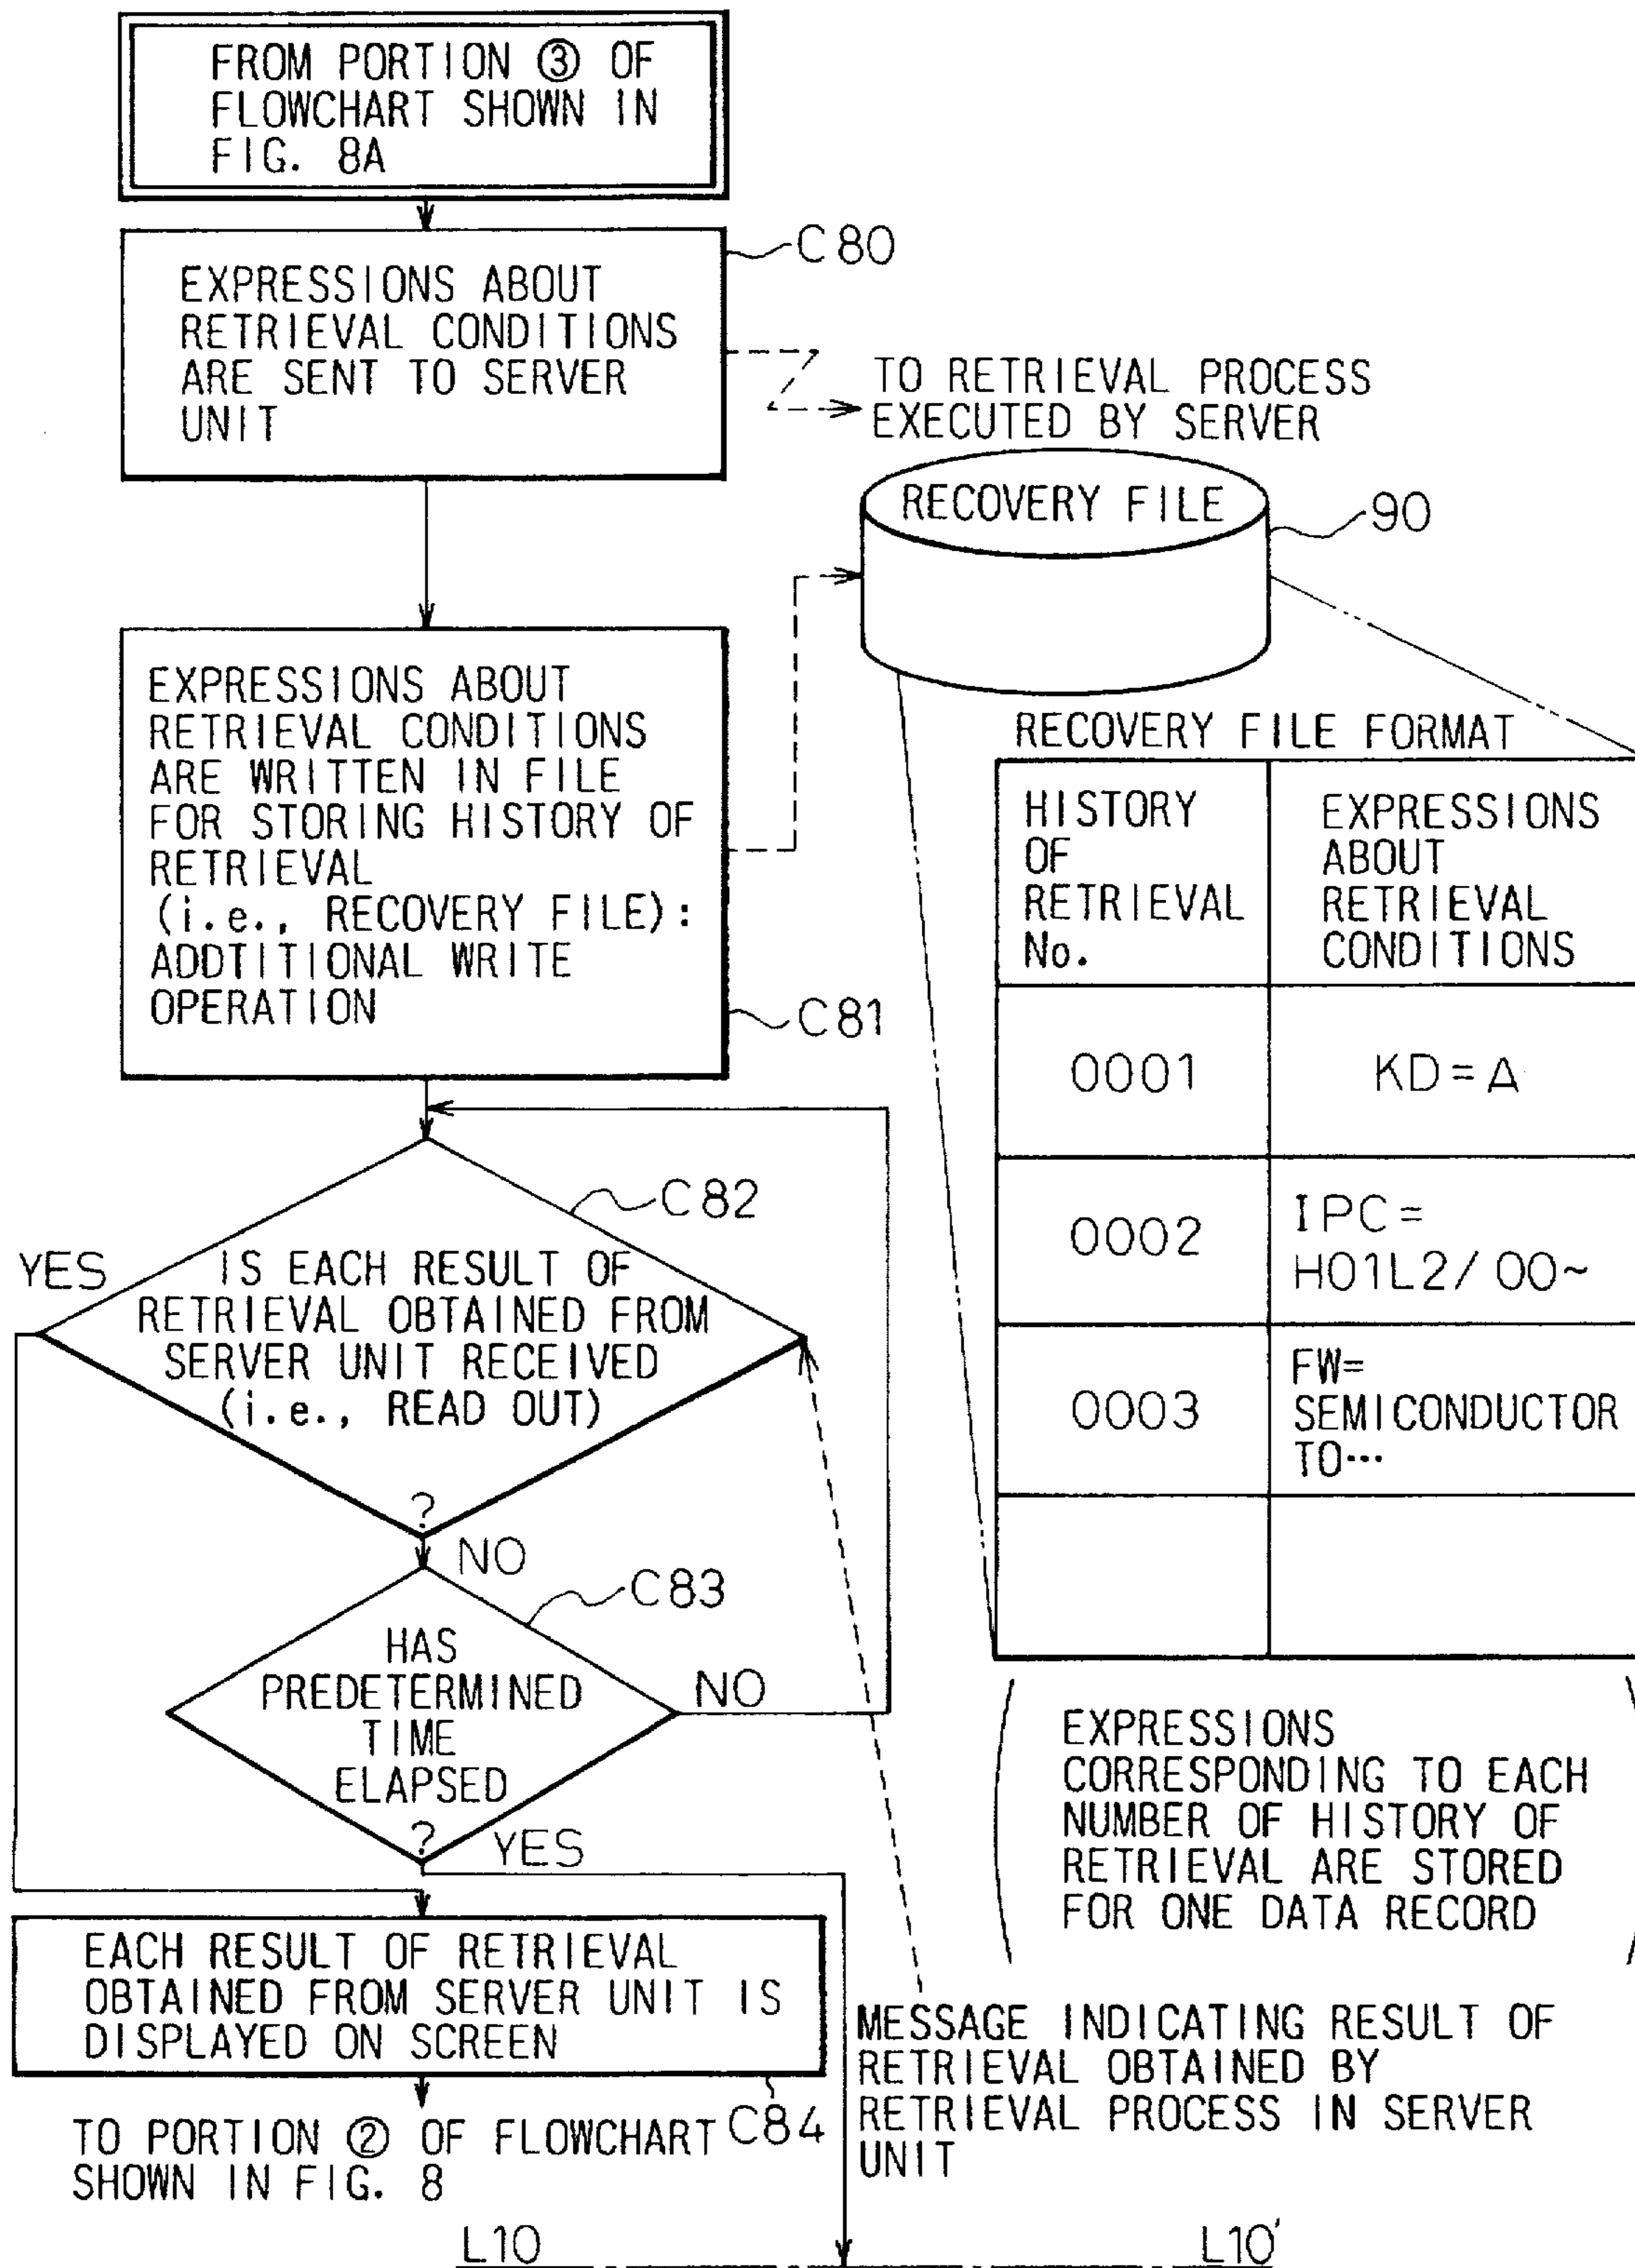 FROM PORTION ③ OF
FLOWCHART SHOWN IN
FIG. 8A
C80
EXPRESSIONS ABOUT
RETRIEVAL CONDITIONS
ARE SENT TO SERVER
UNIT
TO RETRIEVAL PROCESS
EXECUTED BY SERVER
RECOVERY FILE
90
EXPRESSIONS ABOUT
RETRIEVAL CONDITIONS
ARE WRITTEN IN FILE
FOR STORING HISTORY OF
RETRIEVAL
(i.e., RECOVERY FILE):
ADDTITIONAL WRITE
OPERATION
C81
RECOVERY FILE FORMAT
HISTORY
OF
RETRIEVAL
No.
EXPRESSIONS
ABOUT
RETRIEVAL
CONDITIONS
0001
KD=A
0002
IPC=
H01L2/00~
0003
FW=
SEMICONDUCTOR
TO…
C82
YES
IS EACH RESULT OF
RETRIEVAL OBTAINED FROM
SERVER UNIT RECEIVED
(i.e., READ OUT)
?
NO
C83
HAS
PREDETERMINED
TIME
ELAPSED
?
NO
YES
EXPRESSIONS
CORRESPONDING TO EACH
NUMBER OF HISTORY OF
RETRIEVAL ARE STORED
FOR ONE DATA RECORD
EACH RESULT OF RETRIEVAL
OBTAINED FROM SERVER UNIT IS
DISPLAYED ON SCREEN
C84
MESSAGE INDICATING RESULT OF
RETRIEVAL OBTAINED BY
RETRIEVAL PROCESS IN SERVER
UNIT
TO PORTION ② OF FLOWCHART
SHOWN IN FIG. 8
L10
L10'